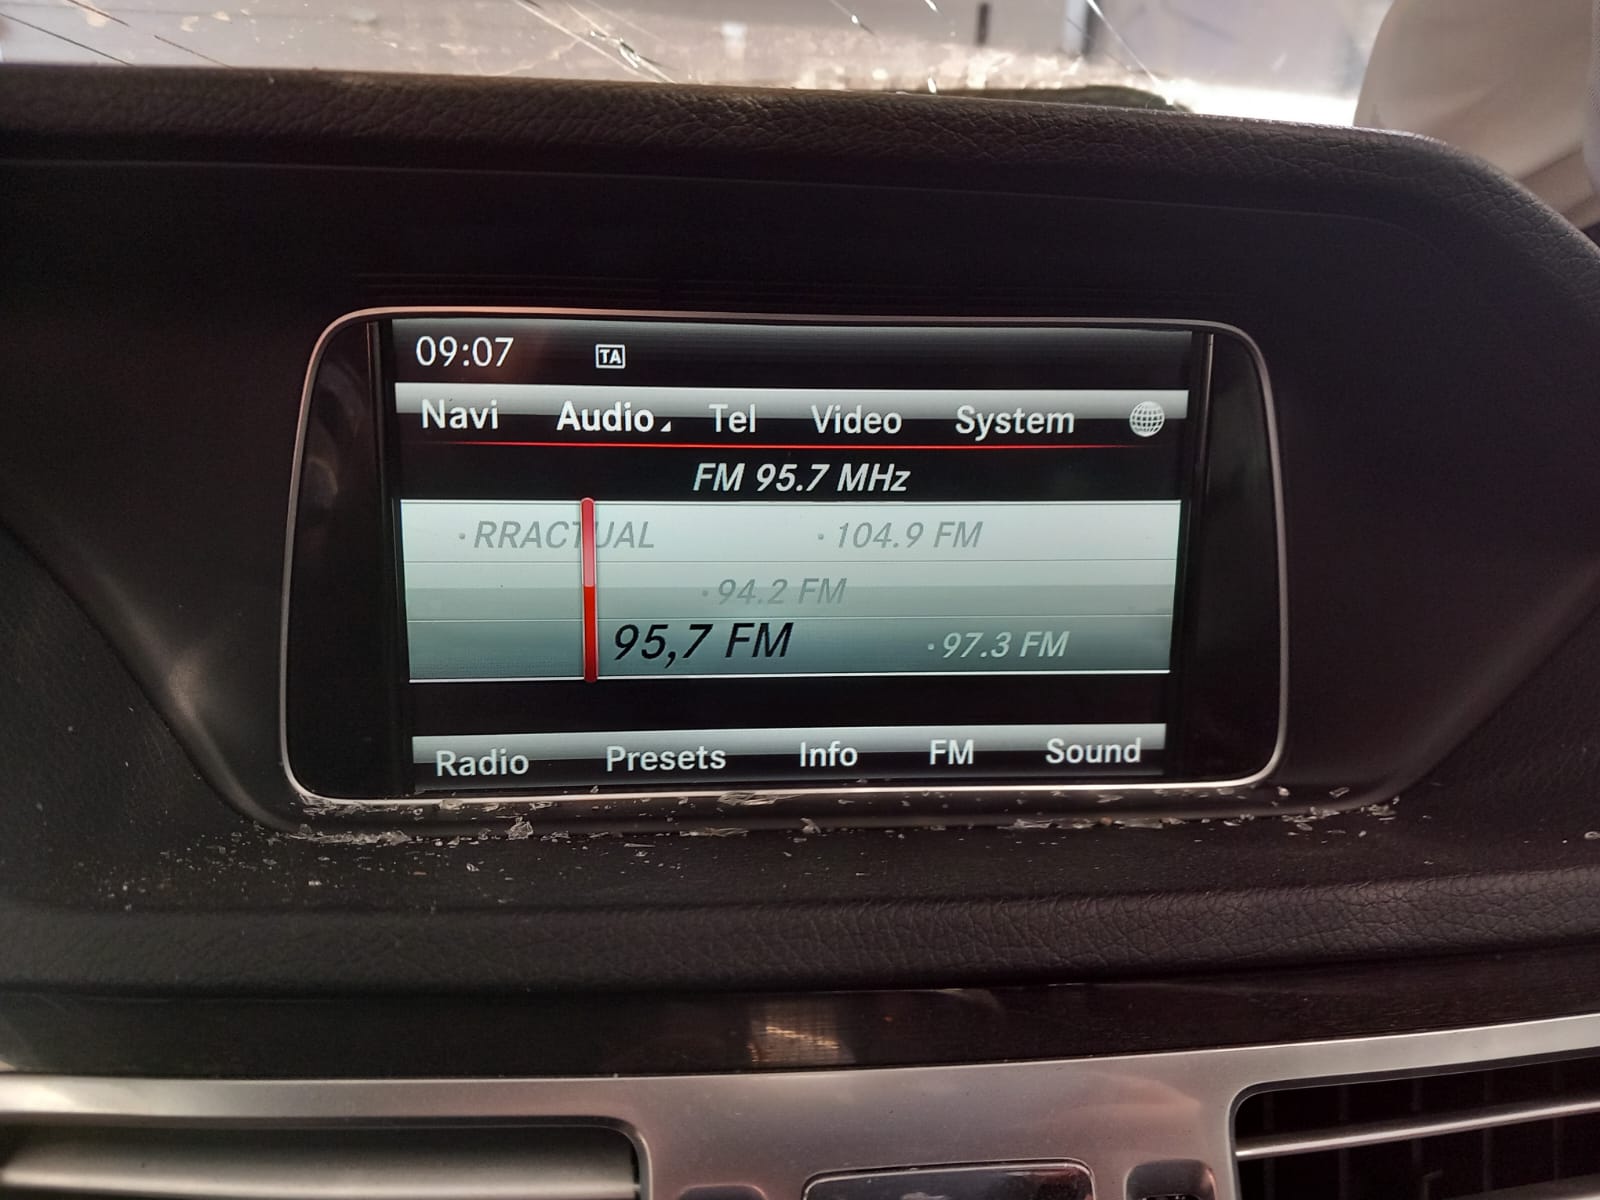 09:07 TA
Navi Audio Tel Video System
FM 95.7 MHz
· RRACTUAL · 104.9 FM
· 94.2 FM
95,7 FM · 97.3 FM
Radio Presets Info FM Sound